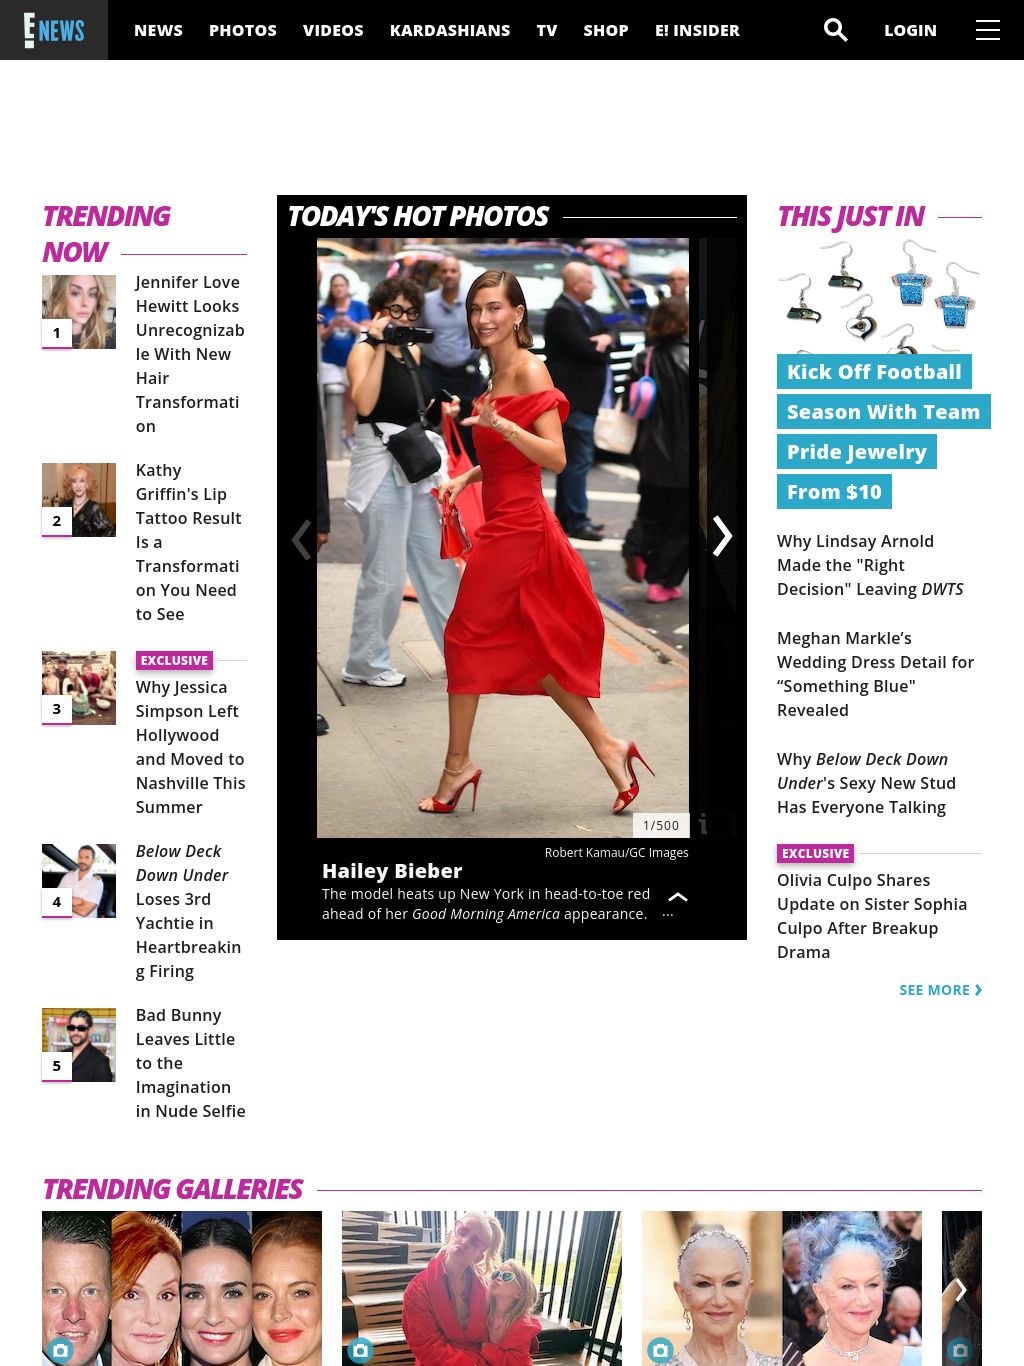 E! NEWS
NEWS PHOTOS VIDEOS KARDASHIANS TV SHOP E! INSIDER LOGIN
TRENDING
NOW
1
Jennifer Love
Hewitt Looks
Unrecognizab
le With New
Hair
Transformati
on
2
Kathy
Griffin's Lip
Tattoo Result
Is a
Transformati
on You Need
to See
3
EXCLUSIVE
Why Jessica
Simpson Left
Hollywood
and Moved to
Nashville This
Summer
4
Below Deck
Down Under
Loses 3rd
Yachtie in
Heartbreakin
g Firing
5
Bad Bunny
Leaves Little
to the
Imagination
in Nude Selfie
TODAY'S HOT PHOTOS
1/500
Robert Kamau/GC Images
Hailey Bieber
The model heats up New York in head-to-toe red
ahead of her Good Morning America appearance. ...
THIS JUST IN
Kick Off Football
Season With Team
Pride Jewelry
From $10
Why Lindsay Arnold
Made the "Right
Decision" Leaving DWTS
Meghan Markle’s
Wedding Dress Detail for
“Something Blue"
Revealed
Why Below Deck Down
Under's Sexy New Stud
Has Everyone Talking
EXCLUSIVE
Olivia Culpo Shares
Update on Sister Sophia
Culpo After Breakup
Drama
SEE MORE
TRENDING GALLERIES